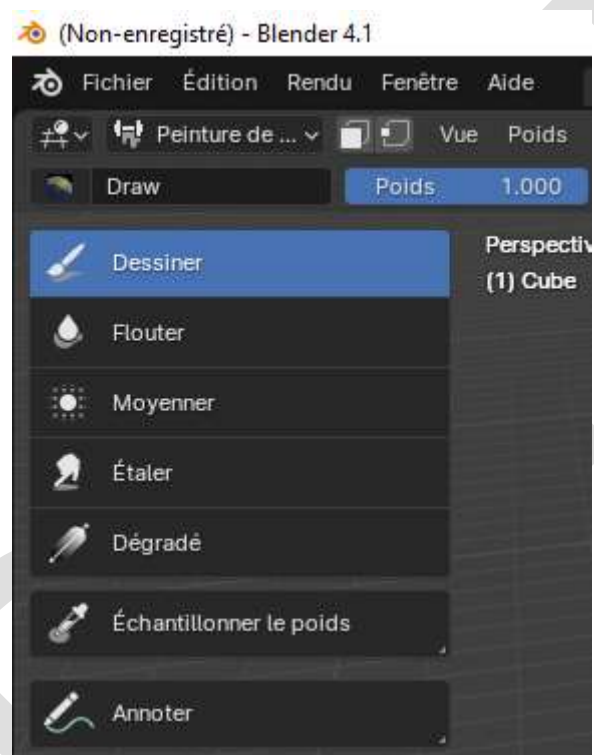 (Non-enregistré) - Blender 4.1
Fichier Édition Rendu Fenêtre Aide
Peinture de ... Vue Poids
Draw Poids 1.000
Dessiner
Perspectiv
(1) Cube
Flouter
Moyenner
Étaler
Dégradé
Échantillonner le poids
Annoter